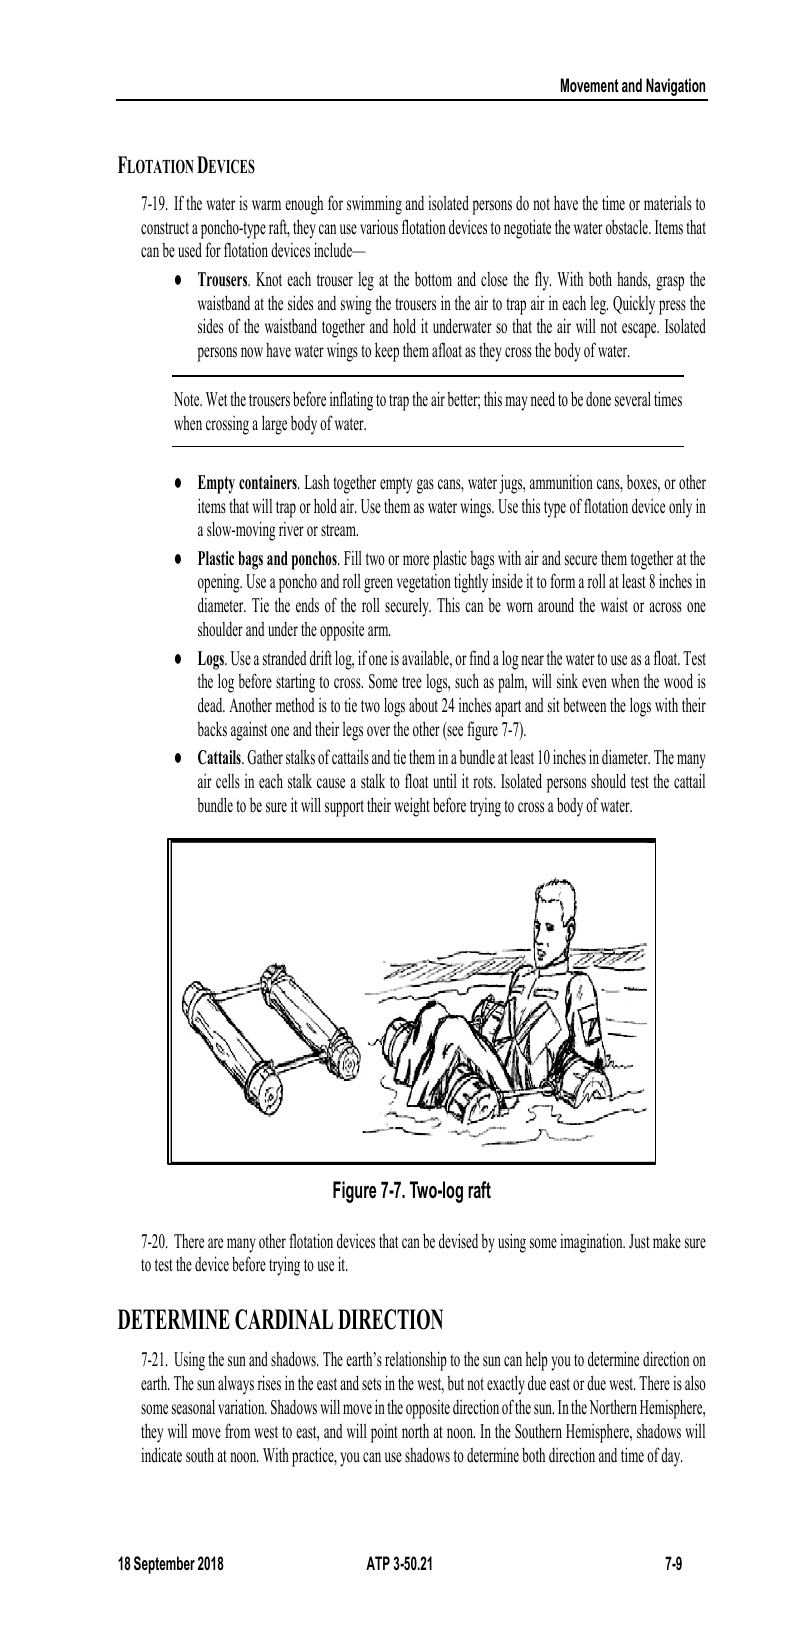 Movement and Navigation
FLOTATION DEVICES
7-19. If the water is warm enough for swimming and isolated persons do not have the time or materials to
construct a poncho-type raft, they can use various flotation devices to negotiate the water obstacle. Items that
can be used for flotation devices include—
● Trousers. Knot each trouser leg at the bottom and close the fly. With both hands, grasp the
waistband at the sides and swing the trousers in the air to trap air in each leg. Quickly press the
sides of the waistband together and hold it underwater so that the air will not escape. Isolated
persons now have water wings to keep them afloat as they cross the body of water.
Note. Wet the trousers before inflating to trap the air better; this may need to be done several times
when crossing a large body of water.
● Empty containers. Lash together empty gas cans, water jugs, ammunition cans, boxes, or other
items that will trap or hold air. Use them as water wings. Use this type of flotation device only in
a slow-moving river or stream.
● Plastic bags and ponchos. Fill two or more plastic bags with air and secure them together at the
opening. Use a poncho and roll green vegetation tightly inside it to form a roll at least 8 inches in
diameter. Tie the ends of the roll securely. This can be worn around the waist or across one
shoulder and under the opposite arm.
● Logs. Use a stranded drift log, if one is available, or find a log near the water to use as a float. Test
the log before starting to cross. Some tree logs, such as palm, will sink even when the wood is
dead. Another method is to tie two logs about 24 inches apart and sit between the logs with their
backs against one and their legs over the other (see figure 7-7).
● Cattails. Gather stalks of cattails and tie them in a bundle at least 10 inches in diameter. The many
air cells in each stalk cause a stalk to float until it rots. Isolated persons should test the cattail
bundle to be sure it will support their weight before trying to cross a body of water.
Figure 7-7. Two-log raft
7-20. There are many other flotation devices that can be devised by using some imagination. Just make sure
to test the device before trying to use it.
DETERMINE CARDINAL DIRECTION
7-21. Using the sun and shadows. The earth's relationship to the sun can help you to determine direction on
earth. The sun always rises in the east and sets in the west, but not exactly due east or due west. There is also
some seasonal variation. Shadows will move in the opposite direction of the sun. In the Northern Hemisphere,
they will move from west to east, and will point north at noon. In the Southern Hemisphere, shadows will
indicate south at noon. With practice, you can use shadows to determine both direction and time of day.
18 September 2018 ATP 3-50.21 7-9